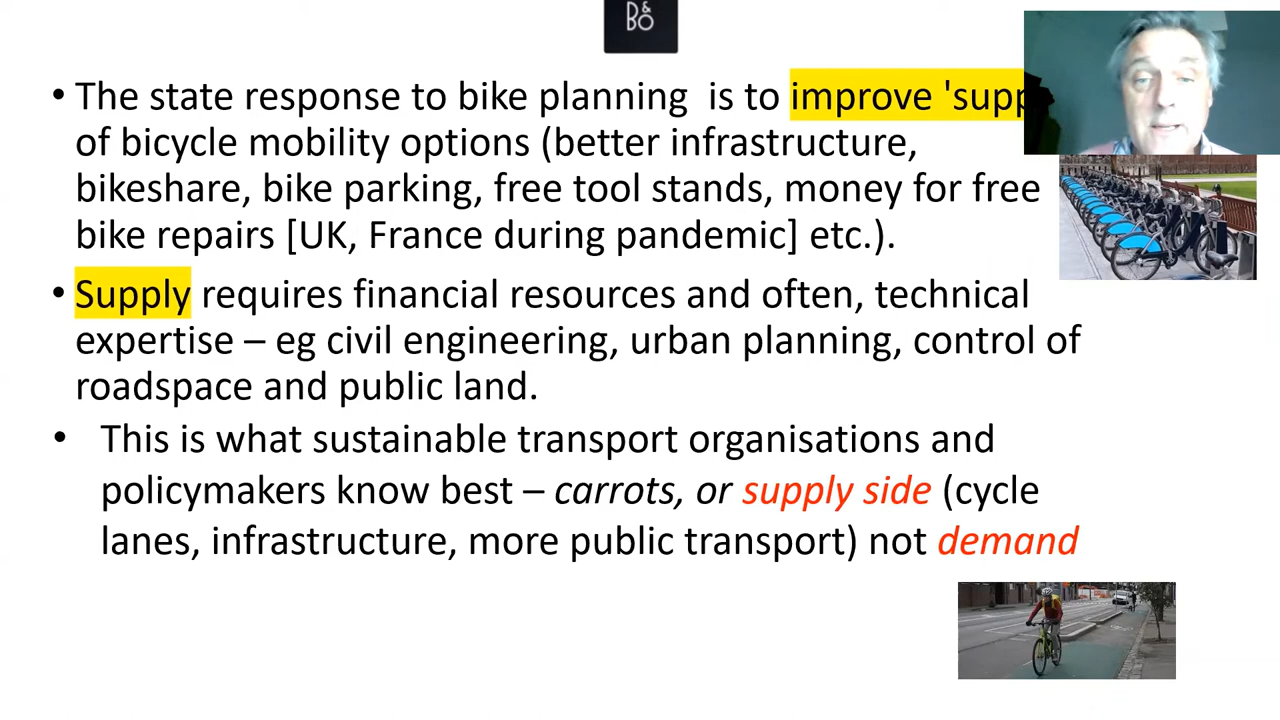 D&
BO
• The state response to bike planning is to improve 'supp
of bicycle mobility options (better infrastructure,
bikeshare, bike parking, free tool stands, money for free
bike repairs [UK, France during pandemic] etc.).
• Supply requires financial resources and often, technical
expertise – eg civil engineering, urban planning, control of
roadspace and public land.
• This is what sustainable transport organisations and
policymakers know best – carrots, or supply side (cycle
lanes, infrastructure, more public transport) not demand